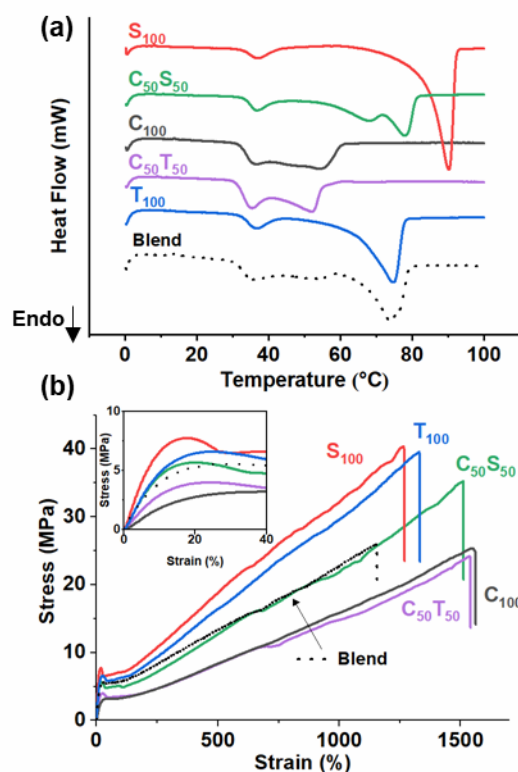 (a)
S100
C50S50
C100
C50T50
T100
Blend
Heat Flow (mW)
Endo
0 20 40 60 80 100
Temperature (°C)
(b)
10
5
0
0 20 40
Stress (MPa)
Strain (%)
S100
T100
C50S50
C100
C50T50
Blend
40
30
20
10
0
Stress (MPa)
0 500 1000 1500
Strain (%)